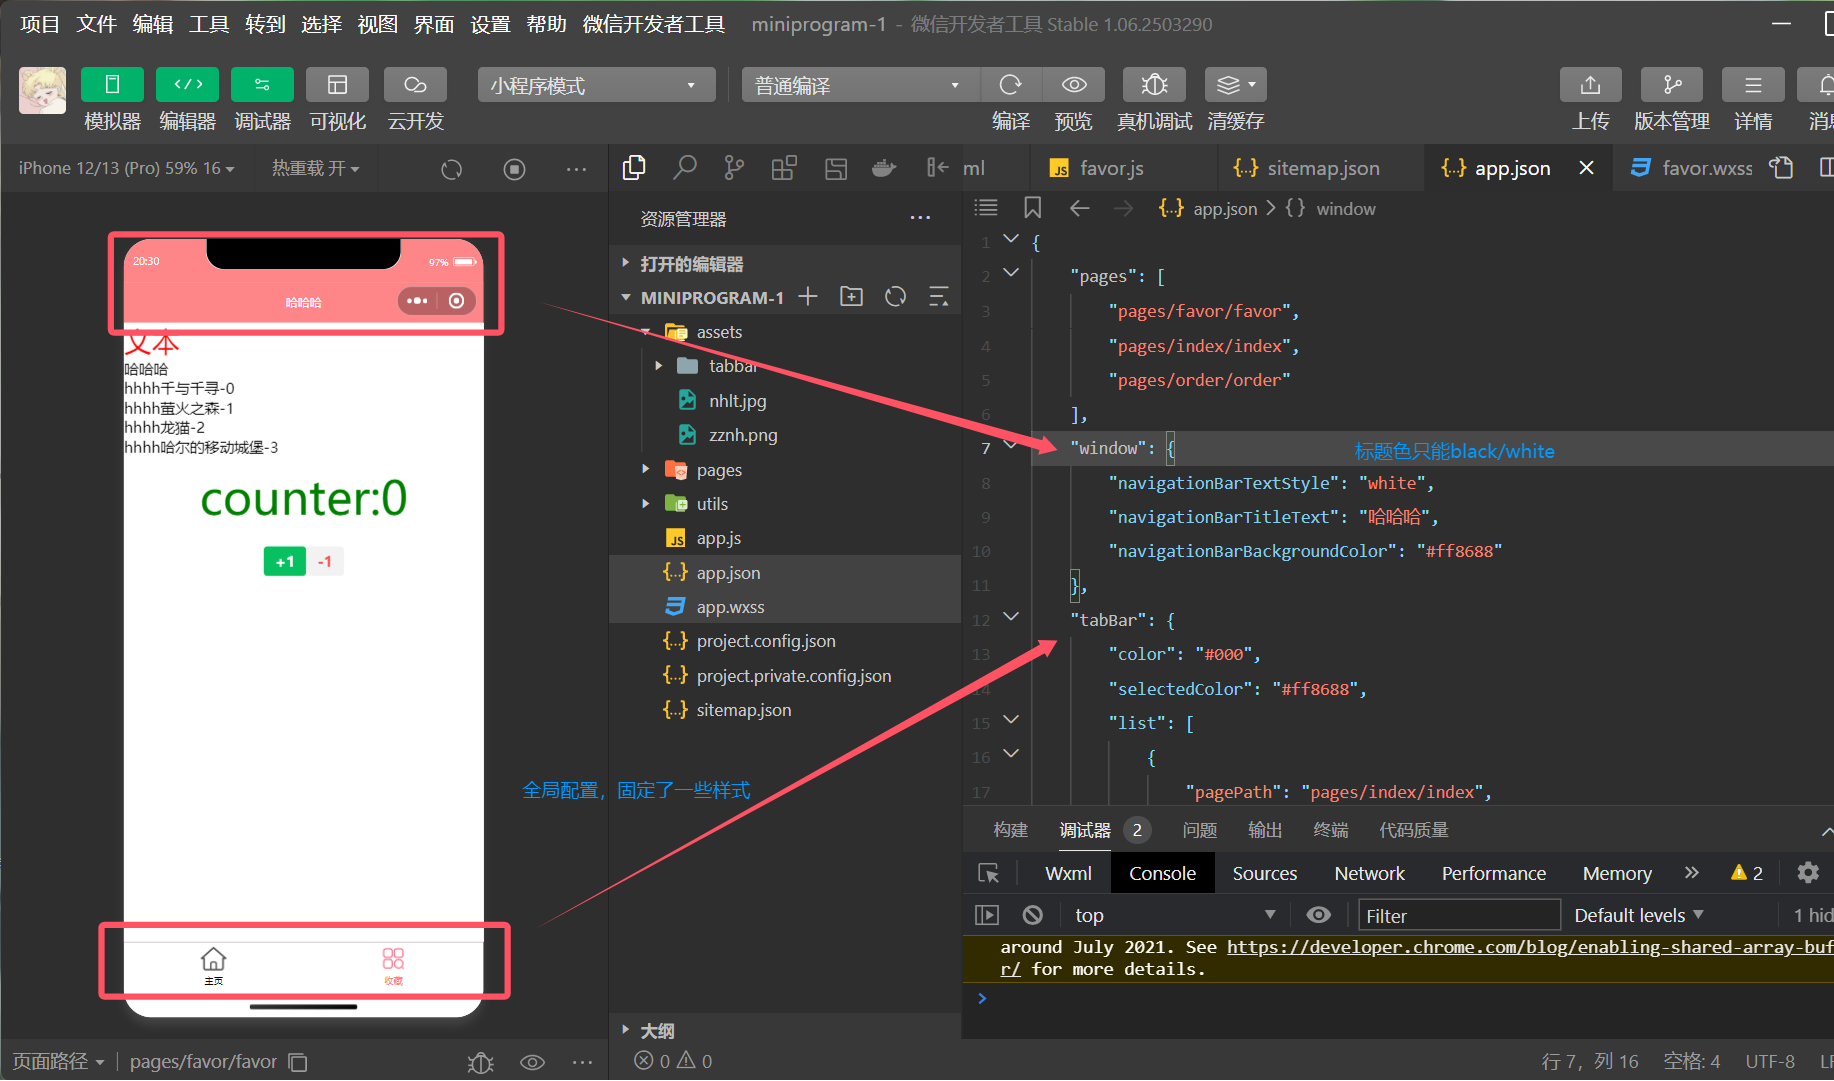 项目 文件 编辑 工具 转到 选择 视图 界面 设置 帮助 微信开发者工具 miniprogram-1 - 微信开发者工具 Stable 1.06.2503290
小程序模式 普通编译
模拟器 编辑器 调试器 可视化 云开发 编译 预览 真机调试 清缓存 上传 版本管理 详情
iPhone 12/13 (Pro) 59% 16 热重载 开
20:30 97%
哈哈哈
文本
哈哈哈
hhhh千与千寻-0
hhhh萤火之森-1
hhhh龙猫-2
hhhh哈尔的移动城堡-3
counter:0
+1 -1
主页 收藏
页面路径 pages/favor/favor
资源管理器
打开的编辑器
MINIPROGRAM-1
assets
tabbar
nhlt.jpg
zznh.png
pages
utils
app.js
app.json
app.wxss
project.config.json
project.private.config.json
sitemap.json
全局配置，固定了一些样式
大纲
0 0
ml favor.js sitemap.json app.json favor.wxss
app.json > {} window
1 {
2 "pages": [
3 "pages/favor/favor",
4 "pages/index/index",
5 "pages/order/order"
6 ],
7 "window": { 标题色只能black/white
8 "navigationBarTextStyle": "white",
9 "navigationBarTitleText": "哈哈哈",
10 "navigationBarBackgroundColor": "#ff8688"
11 },
12 "tabBar": {
13 "color": "#000",
14 "selectedColor": "#ff8688",
15 "list": [
16 {
17 "pagePath": "pages/index/index",
构建 调试器 2 问题 输出 终端 代码质量
Wxml Console Sources Network Performance Memory 2
top Filter Default levels 1 hid
around July 2021. See https://developer.chrome.com/blog/enabling-shared-array-buf
r/ for more details.
行 7，列 16 空格: 4 UTF-8